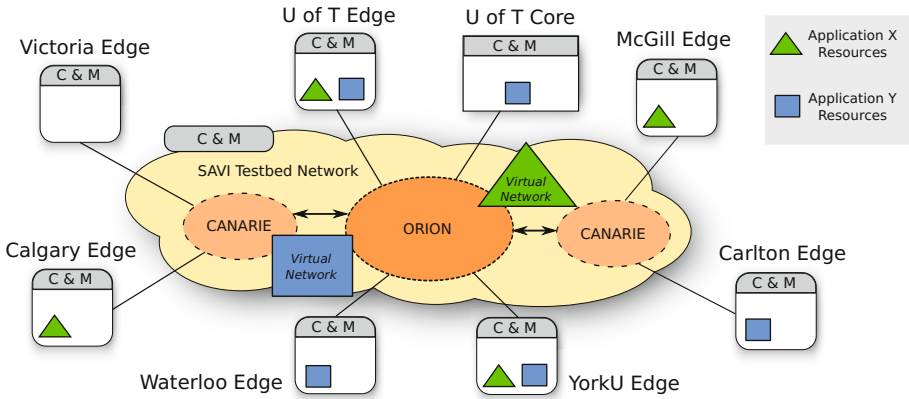 U of T Edge
U of T Core
Victoria Edge
McGill Edge
C & M
C & M
C & M
C & M
Application X
Resources
Application Y
Resources
C & M
SAVI Testbed Network
Virtual
Network
CANARIE
ORION
CANARIE
Calgary Edge
C & M
Virtual
Network
Carlton Edge
C & M
C & M
C & M
Waterloo Edge
YorkU Edge